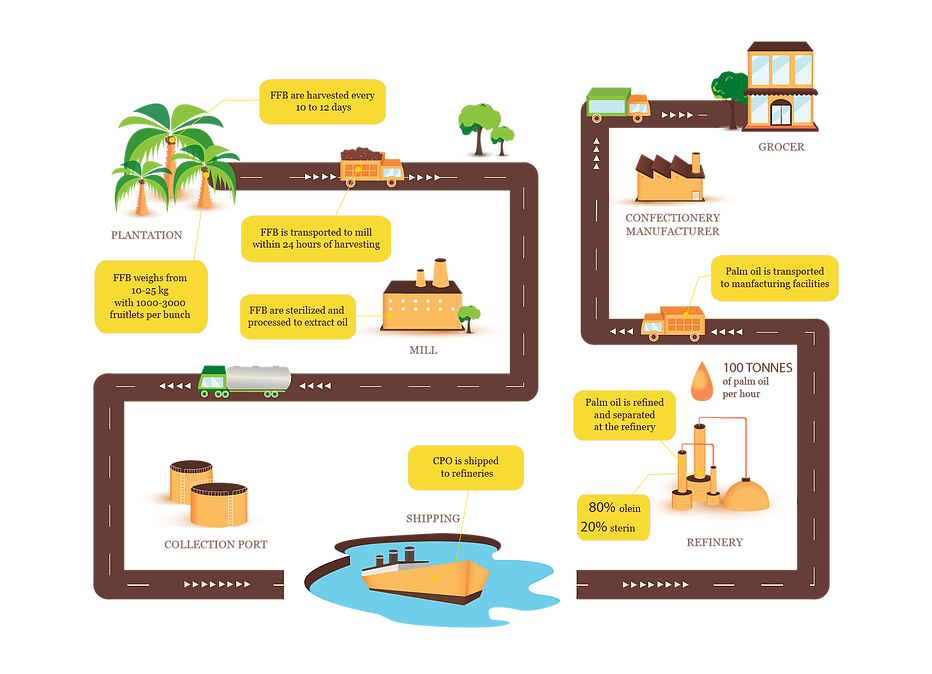 FFB are harvested every
10 to 12 days
PLANTATION
FFB is transported to mill
within 24 hours of harvesting
FFB weighs from
10-25 kg
with 1000-3000
fruitlets per bunch
FFB are sterilized and
processed to extract oil
MILL
COLLECTION PORT
CPO is shipped
to refineries
SHIPPING
100 TONNES
of palm oil
per hour
Palm oil is refined
and separated
at the refinery
80% olein
20% sterin
REFINERY
Palm oil is transported
to manfacturing facilities
CONFECTIONERY
MANUFACTURER
GROCER